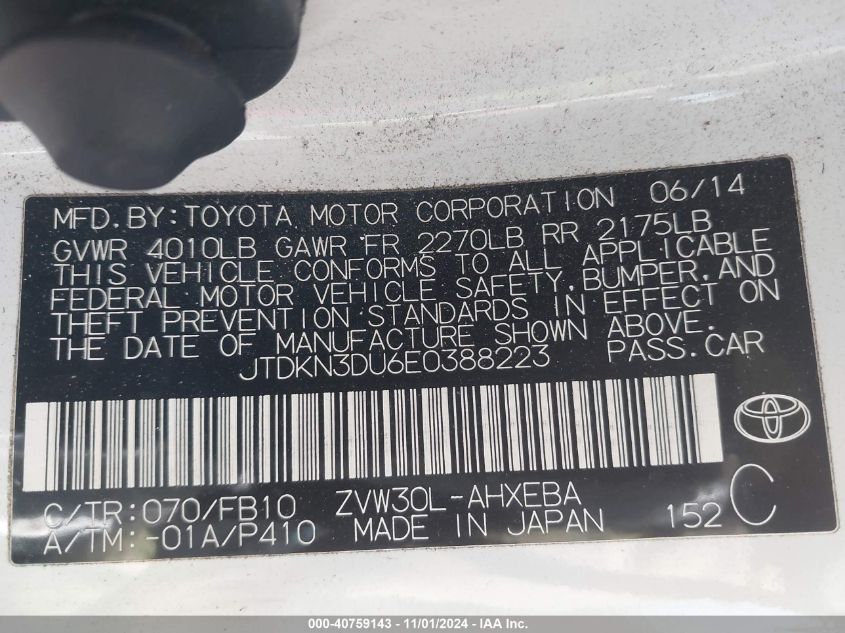 MFD.BY:TOYOTA MOTOR CORPORATION 06/14
GVWR 4010LB GAWR FR 2270LB RR 2175LB
THIS VEHICLE CONFORMS TO ALL APPLICABLE
FEDERAL MOTOR VEHICLE SAFETY,BUMPER,AND
THEFT PREVENTION STANDARDS IN EFFECT ON
THE DATE OF MANUFACTURE SHOWN ABOVE.
JTDKN3DU6E0388223 PASS.CAR
C/TR:070/FB10 ZVW30L-AHXEBA
A/TM:-01A/P410 MADE IN JAPAN 152 C
000-40759143 - 11/01/2024 - IAA Inc.